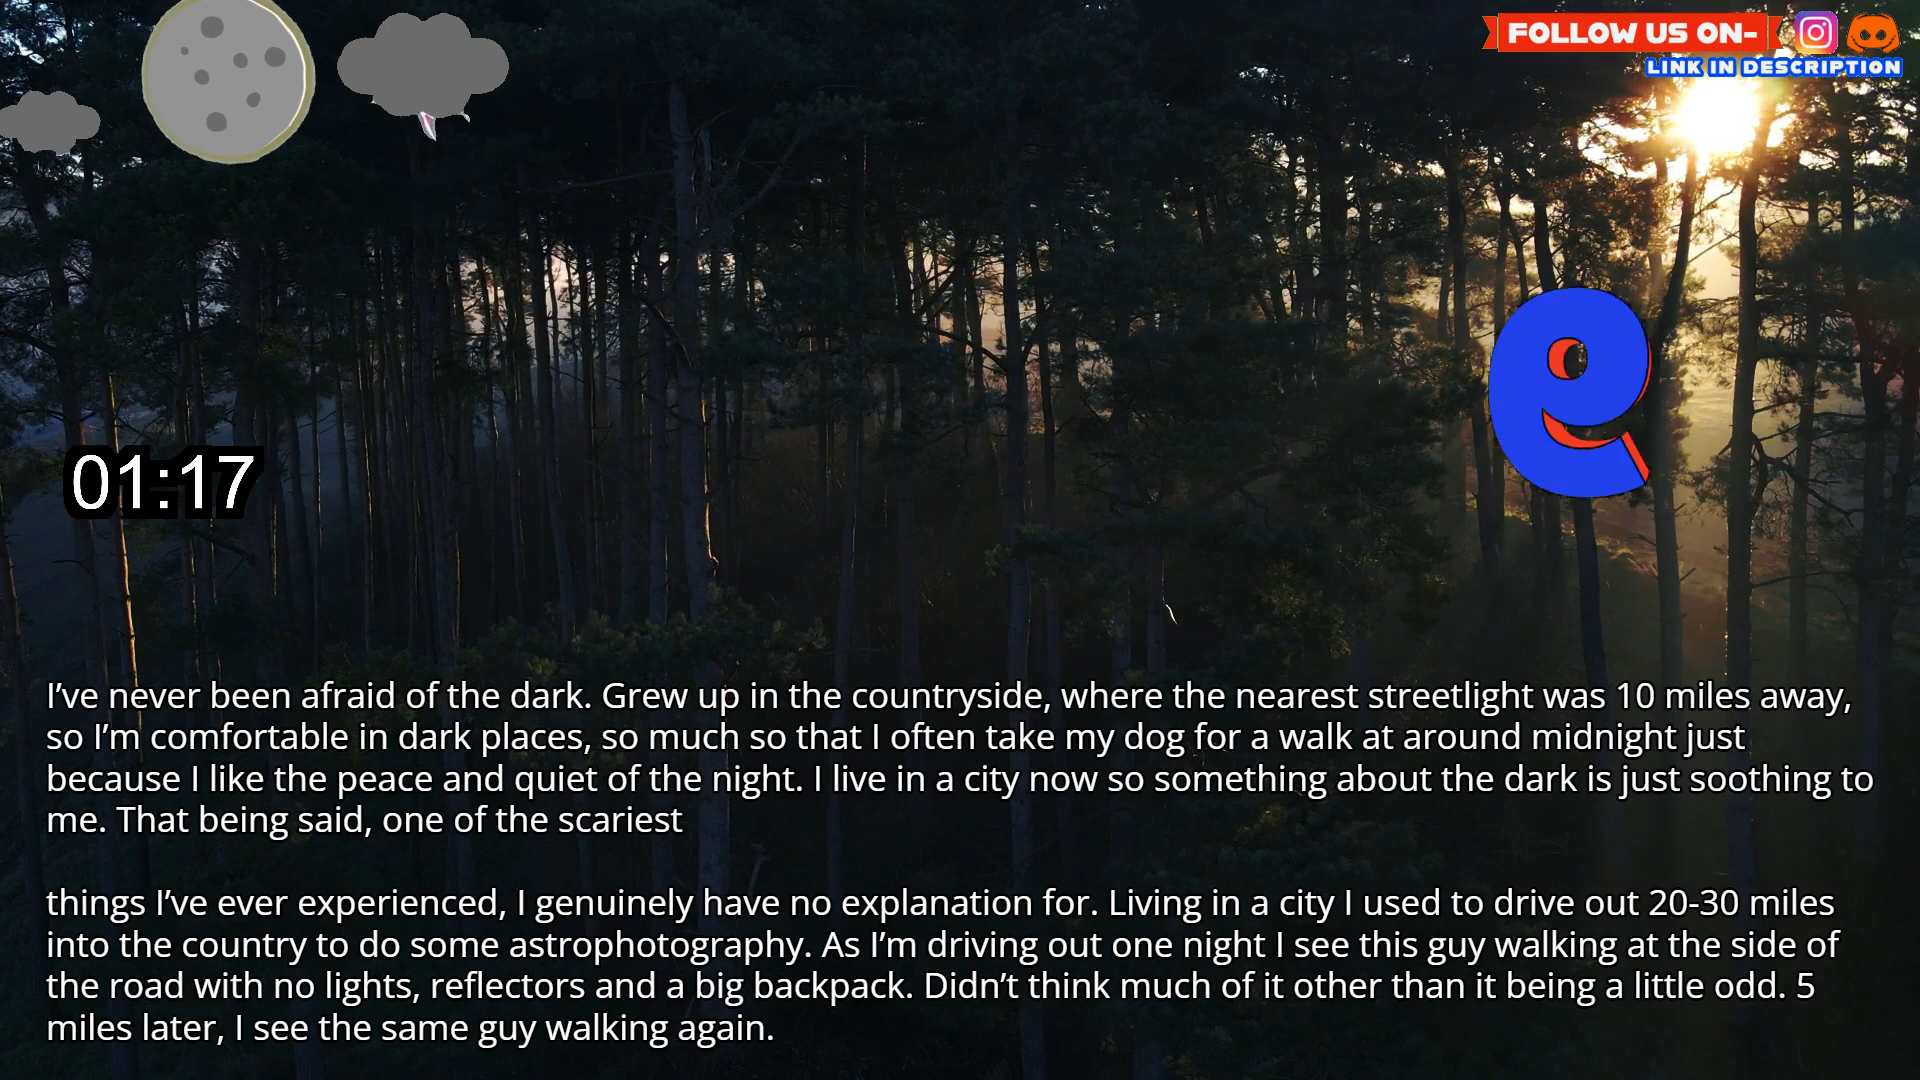 FOLLOW US ON-
LINK IN DESCRIPTION
e
01:17
I’ve never been afraid of the dark. Grew up in the countryside, where the nearest streetlight was 10 miles away,
so I’m comfortable in dark places, so much so that I often take my dog for a walk at around midnight just
because I like the peace and quiet of the night. I live in a city now so something about the dark is just soothing to
me. That being said, one of the scariest
things I’ve ever experienced, I genuinely have no explanation for. Living in a city I used to drive out 20-30 miles
into the country to do some astrophotography. As I’m driving out one night I see this guy walking at the side of
the road with no lights, reflectors and a big backpack. Didn’t think much of it other than it being a little odd. 5
miles later, I see the same guy walking again.